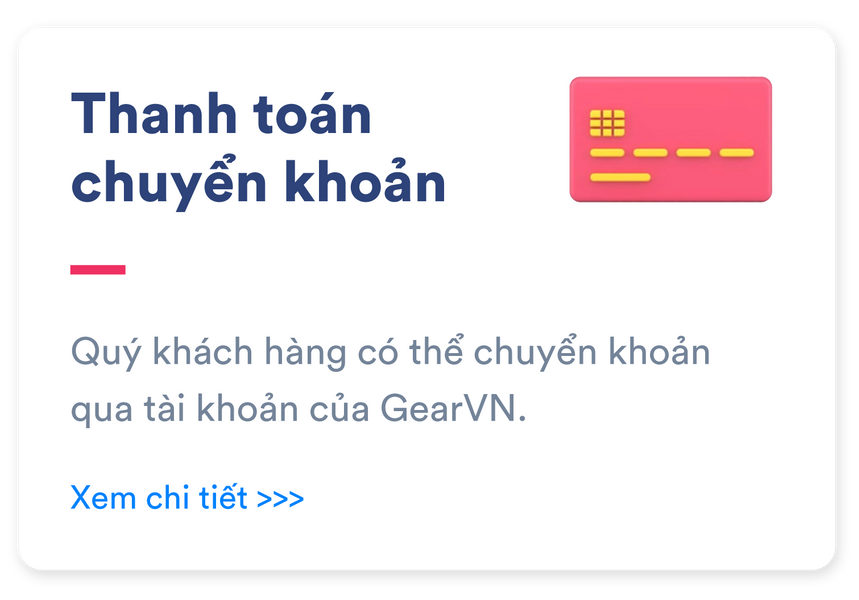 Thanh toán
chuyển khoản
Quý khách hàng có thể chuyển khoản
qua tài khoản của GearVN.
Xem chi tiết >>>